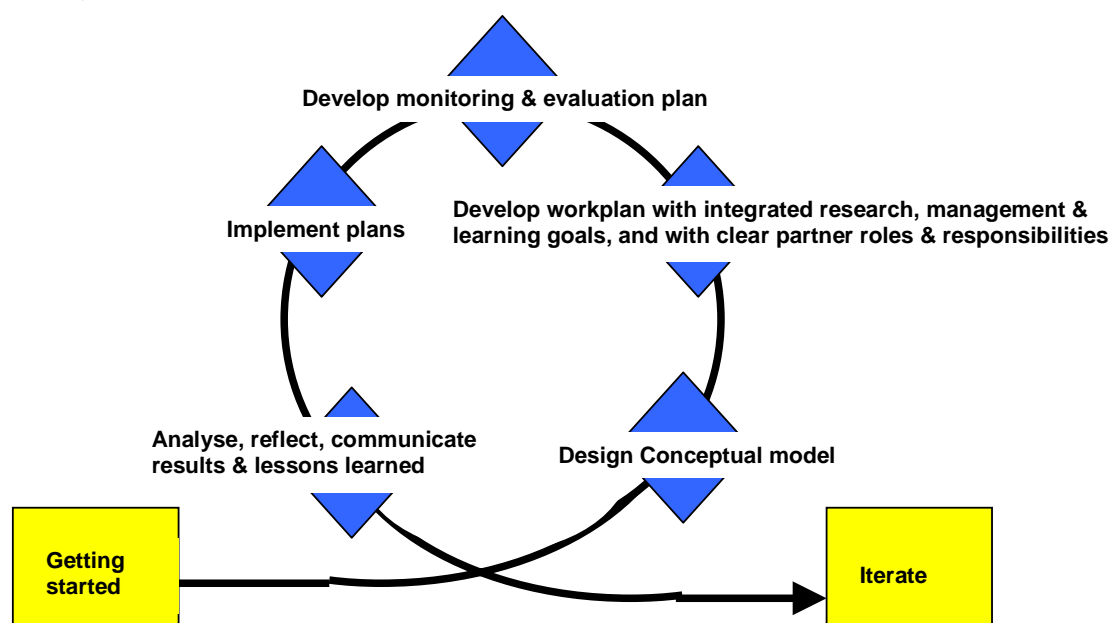 Develop monitoring & evaluation plan
Develop workplan with integrated research, management &
learning goals, and with clear partner roles & responsibilities
Implement plans
Analyse, reflect, communicate
results & lessons learned
Design Conceptual model
Getting
started
Iterate